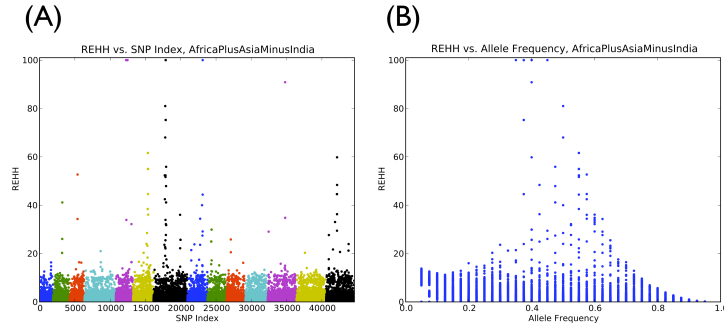 (A)
REHH vs. SNP Index, AfricaPlusAsiaMinusIndia
100
80
60
40
20
0
REHH
0 5000 10000 15000 20000 25000 30000 35000 40000
SNP Index
(B)
REHH vs. Allele Frequency, AfricaPlusAsiaMinusIndia
100
80
60
40
20
0
REHH
0.0 0.2 0.4 0.6 0.8 1.0
Allele Frequency